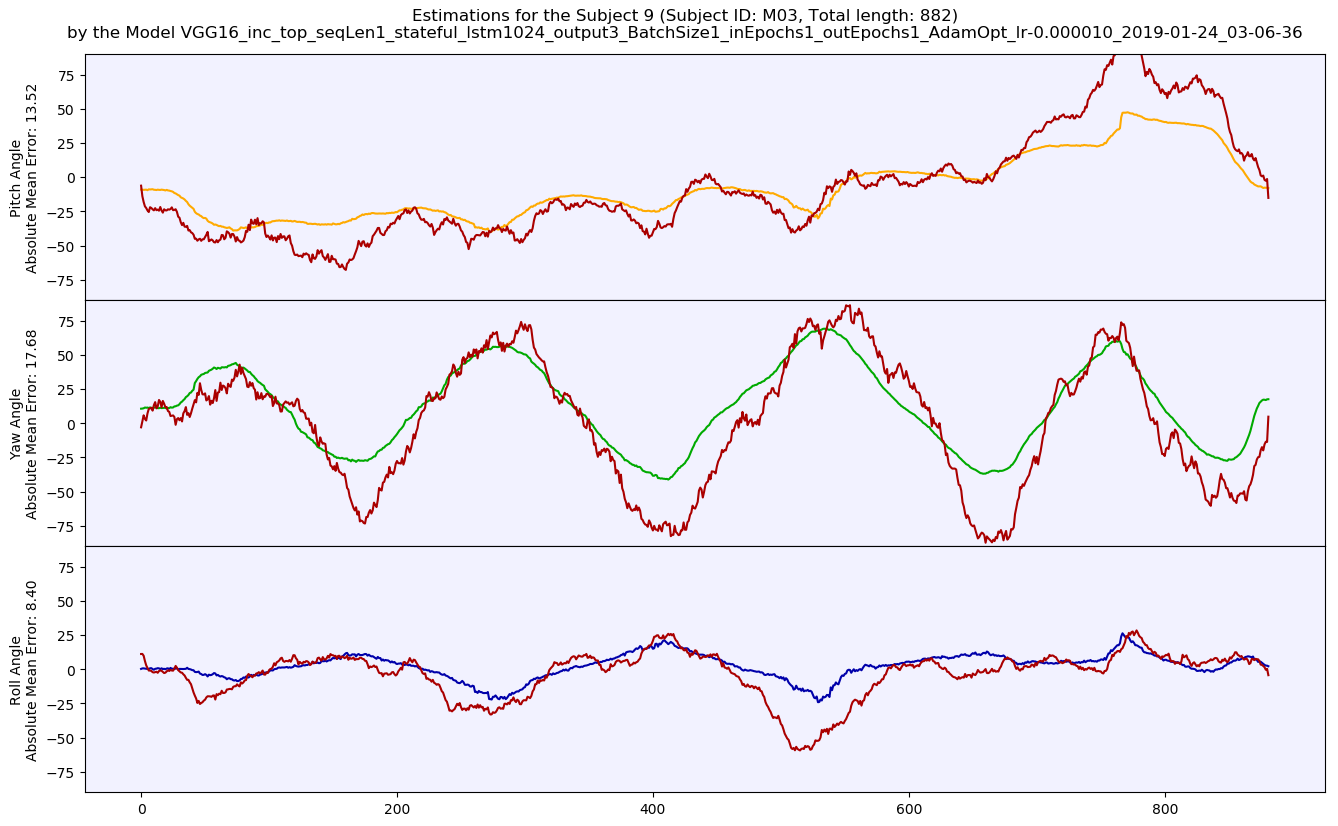 Estimations for the Subject 9 (Subject ID: M03, Total length: 882)
by the Model VGG16_inc_top_seqLen1_stateful_lstm1024_output3_BatchSize1_inEpochs1_outEpochs1_AdamOpt_lr-0.000010_2019-01-24_03-06-36
Pitch Angle
Absolute Mean Error: 13.52
75
50
25
0
−25
−50
−75
Yaw Angle
Absolute Mean Error: 17.68
75
50
25
0
−25
−50
−75
Roll Angle
Absolute Mean Error: 8.40
75
50
25
0
−25
−50
−75
0 200 400 600 800